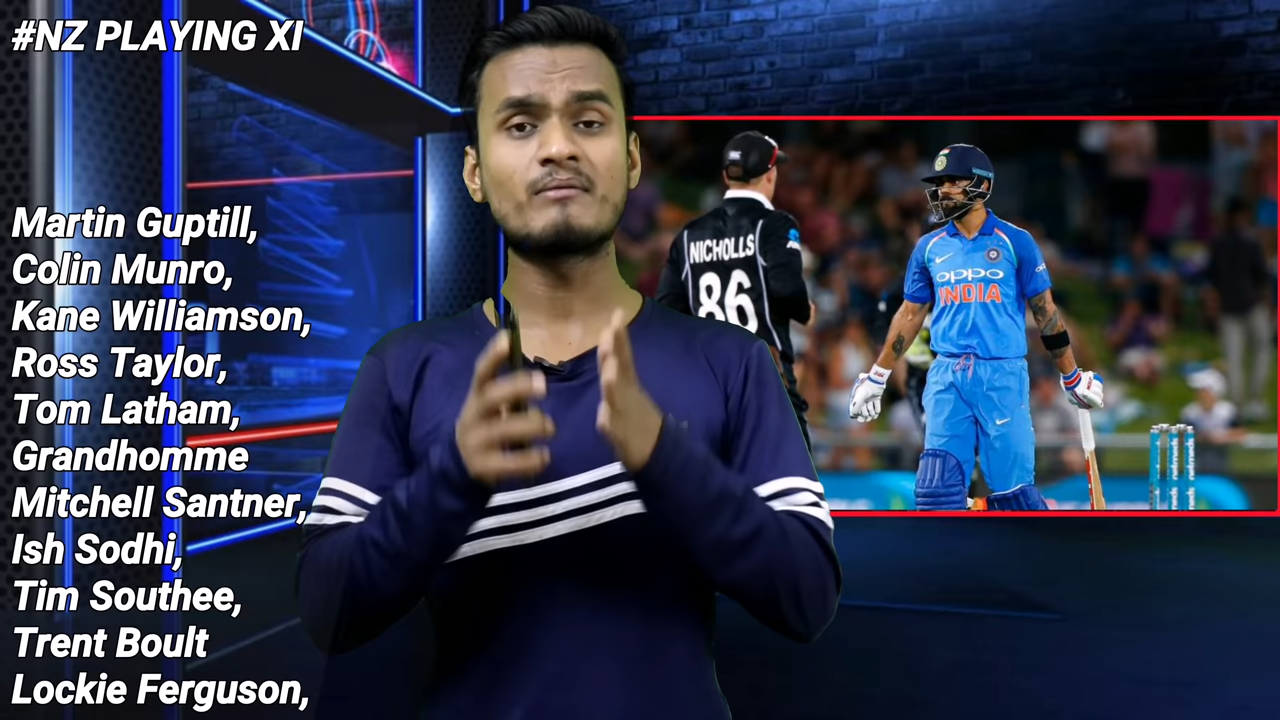 #NZ PLAYING XI
Martin Guptill,
Colin Munro,
Kane Williamson,
Ross Taylor,
Tom Latham,
Grandhomme
Mitchell Santner,
Ish Sodhi,
Tim Southee,
Trent Boult
Lockie Ferguson,
NICHOLLS
86
oppo
INDIA